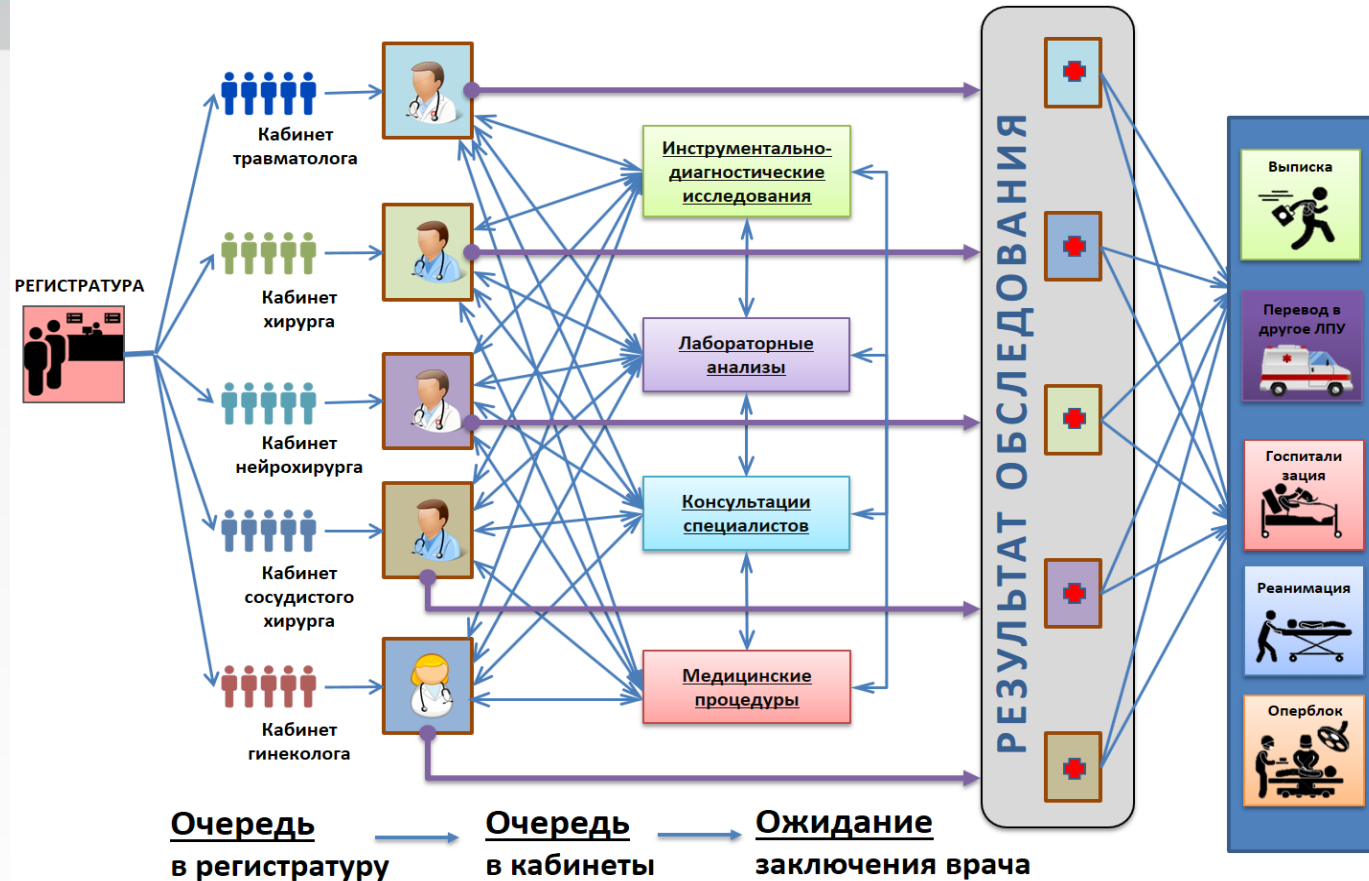 РЕГИСТРАТУРА
Кабинет
травматолога
Кабинет
хирурга
Кабинет
нейрохирурга
Кабинет
сосудистого
хирурга
Кабинет
гинеколога
Инструментально-
диагностические
исследования
Лабораторные
анализы
Консультации
специалистов
Медицинские
процедуры
РЕЗУЛЬТАТ ОБСЛЕДОВАНИЯ
Выписка
Перевод в
другое ЛПУ
Госпитали
зация
Реанимация
Оперблок
Очередь
в регистратуру
Очередь
в кабинеты
Ожидание
заключения врача